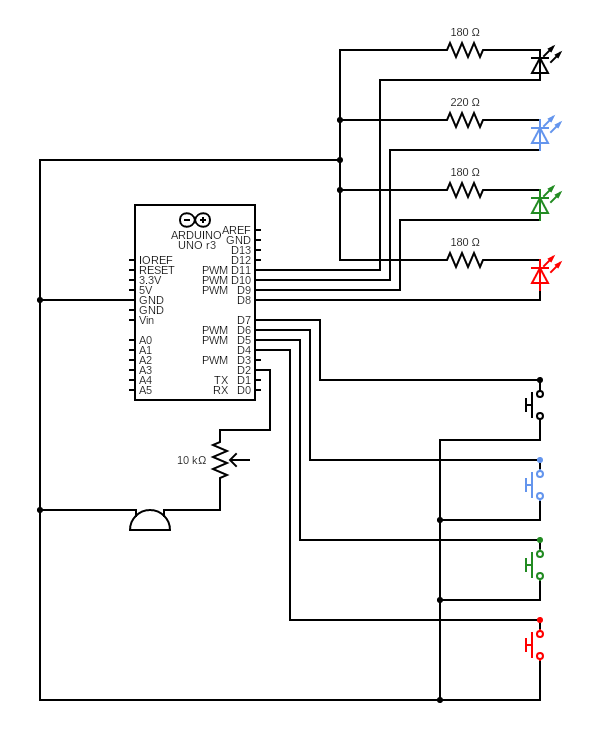 180 Ω
220 Ω
180 Ω
180 Ω
ARDUINO
UNO r3
AREF
GND
D13
D12
IOREF
RESET PWM D11
3.3V PWM D10
5V PWM D9
GND D8
GND
Vin D7
PWM D6
A0 PWM D5
A1 D4
A2 PWM D3
A3 D2
A4 TX D1
A5 RX D0
10 kΩ